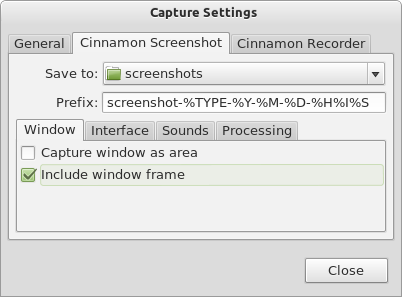 Capture Settings
General Cinnamon Screenshot Cinnamon Recorder
Save to: screenshots
Prefix: screenshot-%TYPE-%Y-%M-%D-%H%I%S
Window Interface Sounds Processing
Capture window as area
Include window frame
Close